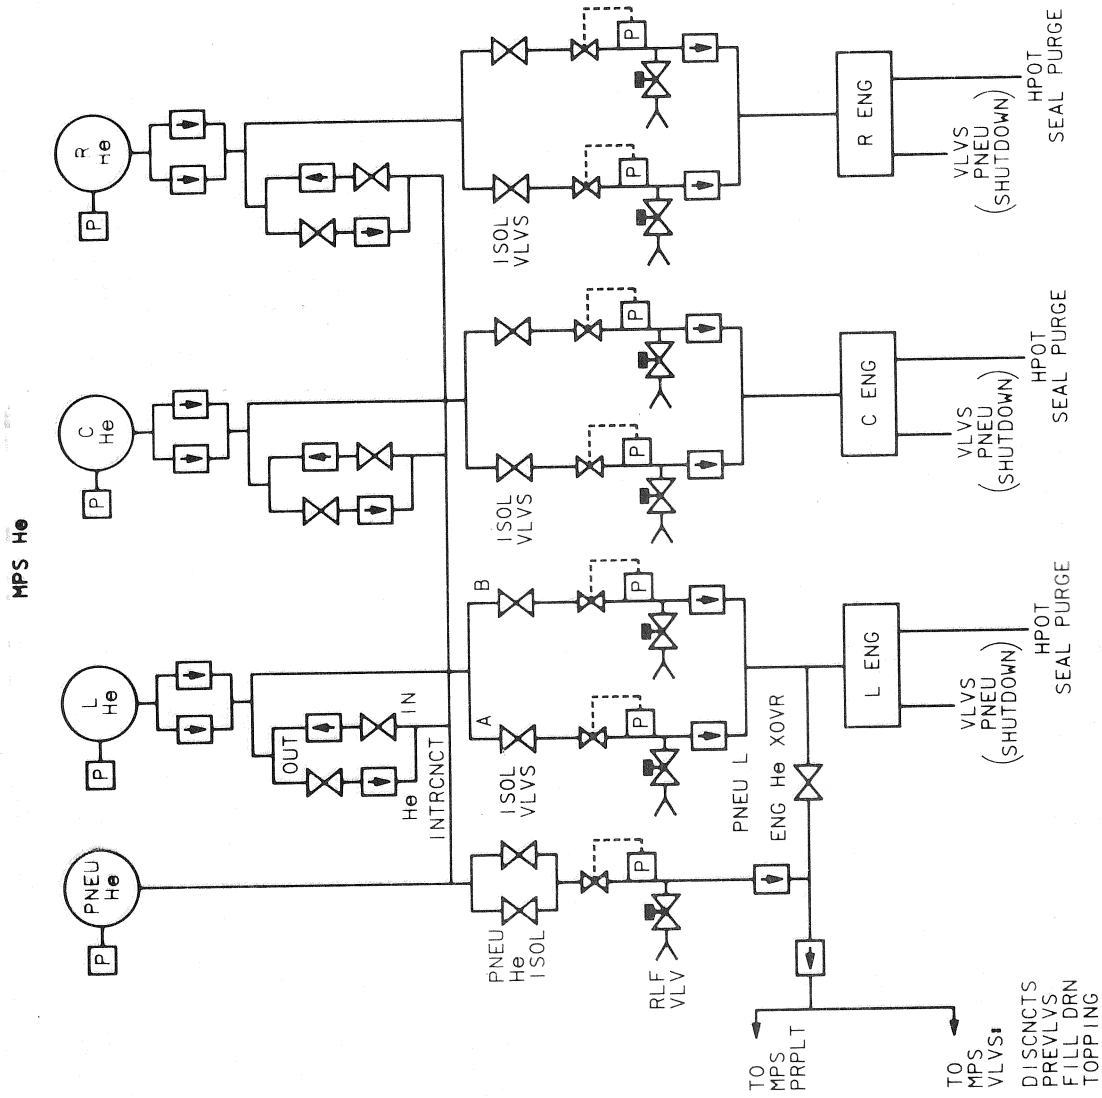 MPS He
P
PNEU
He
P
L
He
P
C
He
P
R
He
OUT
IN
He
INTRCNCT
A
B
PNEU
He
ISOL
ISOL
VLVS
ISOL
VLVS
ISOL
VLVS
P
P
P
P
P
P
P
RLF
VLV
PNEU L
ENG He XOVR
L ENG
C ENG
R ENG
TO
MPS
PRPLT
TO
MPS
VLVS:
DISCNCTS
PREVLVS
FILL DRN
TOPPING
VLVS
PNEU
(SHUTDOWN)
HPOT
SEAL PURGE
VLVS
PNEU
(SHUTDOWN)
HPOT
SEAL PURGE
VLVS
PNEU
(SHUTDOWN)
HPOT
SEAL PURGE